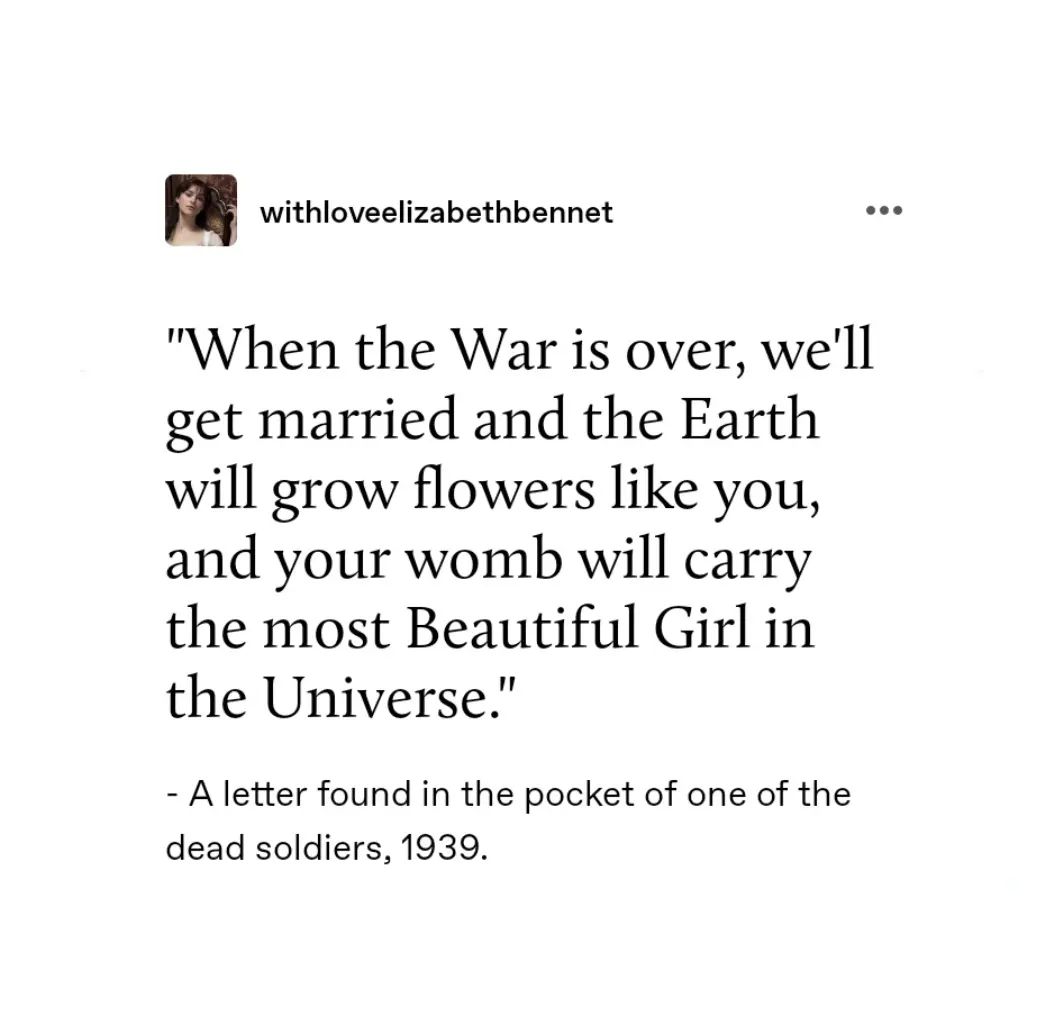 withloveelizabethbennet
"When the War is over, we'll
get married and the Earth
will grow flowers like you,
and your womb will carry
the most Beautiful Girl in
the Universe."
- A letter found in the pocket of one of the
dead soldiers, 1939.